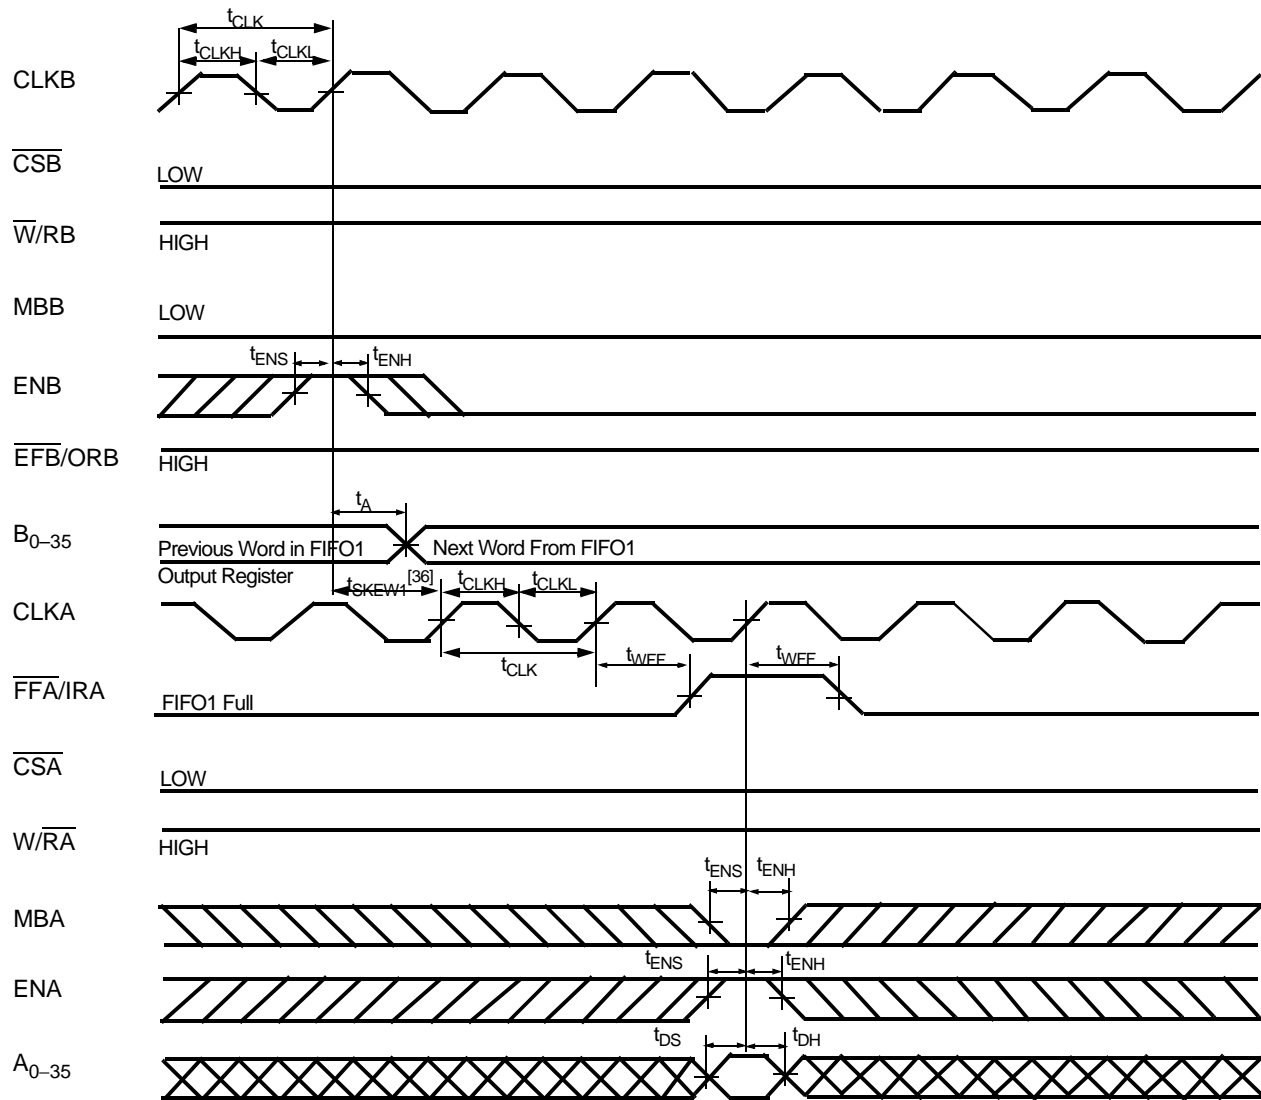 tCLK
tCLKH tCLKL
CLKB
CSB
LOW
W/RB
HIGH
MBB
LOW
tENS tENH
ENB
EFB/ORB
HIGH
tA
B0–35
Previous Word in FIFO1 Next Word From FIFO1
Output Register
tSKEW1[36] tCLKH tCLKL
CLKA
tCLK tWFF tWFF
FFA/IRA
FIFO1 Full
CSA
LOW
W/RA
HIGH
tENS tENH
MBA
tENS tENH
ENA
tDS tDH
A0–35